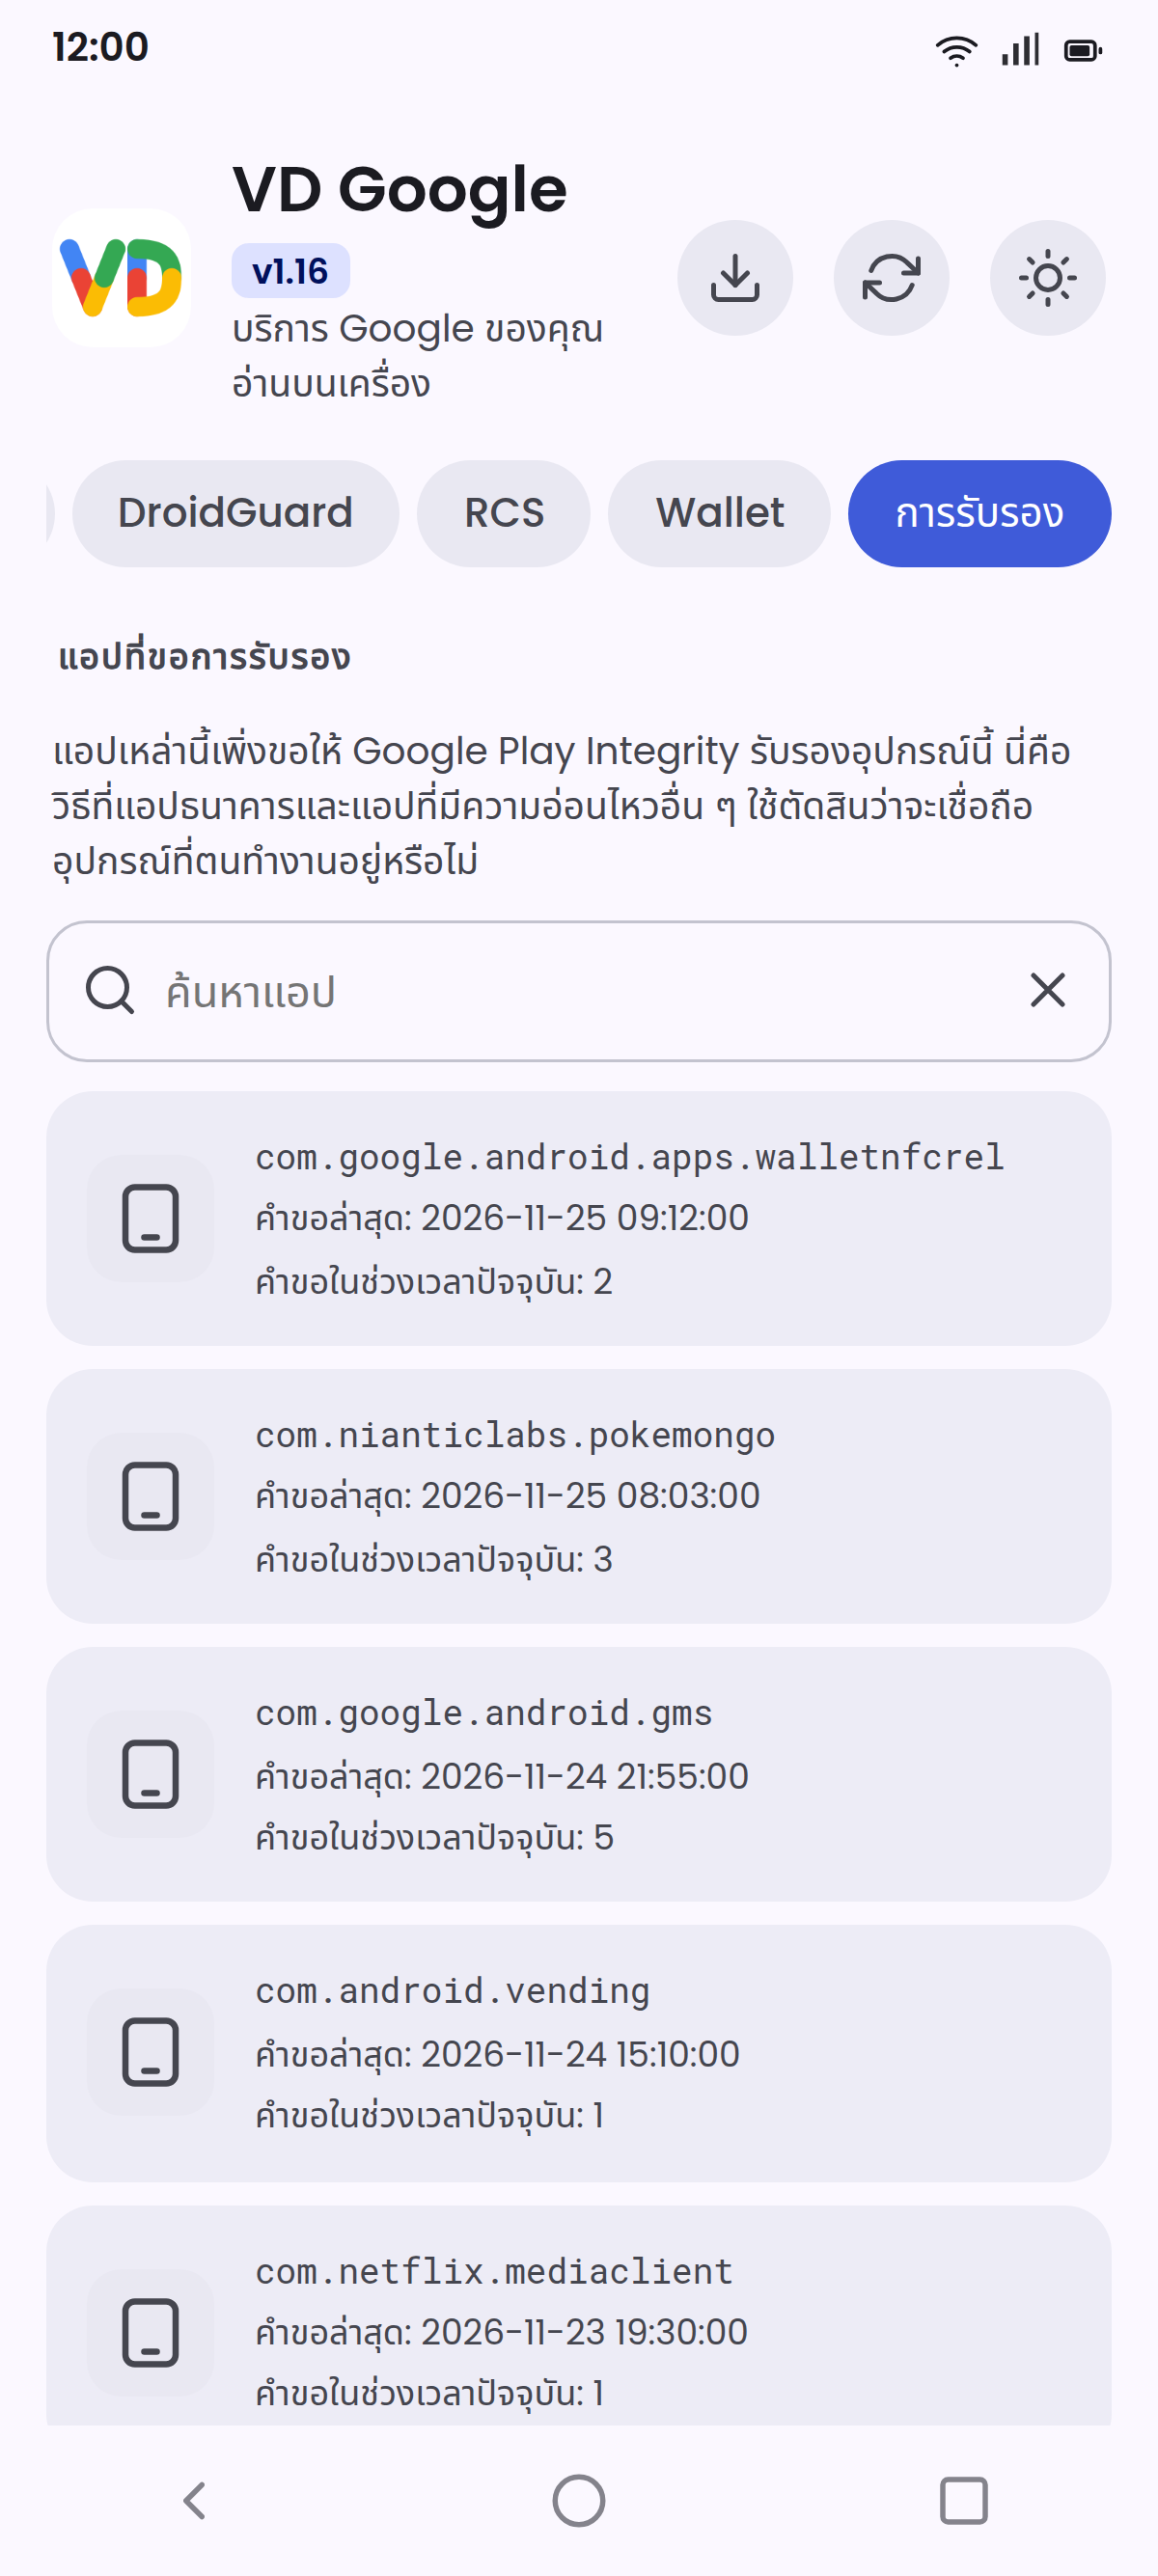 12:00
VD Google
v1.16
บริการ Google ของคุณ
อ่านบนเครื่อง
DroidGuard
RCS
Wallet
การรับรอง
แอปที่ขอการรับรอง
แอปเหล่านี้เพิ่งขอให้ Google Play Integrity รับรองอุปกรณ์นี้ นี่คือ
วิธีที่แอปธนาคารและแอปที่มีความอ่อนไหวอื่น ๆ ใช้ตัดสินว่าจะเชื่อถือ
อุปกรณ์ที่ตนทำงานอยู่หรือไม่
ค้นหาแอป
com.google.android.apps.walletnfcrel
คำขอล่าสุด: 2026-11-25 09:12:00
คำขอในช่วงเวลาปัจจุบัน: 2
com.nianticlabs.pokemongo
คำขอล่าสุด: 2026-11-25 08:03:00
คำขอในช่วงเวลาปัจจุบัน: 3
com.google.android.gms
คำขอล่าสุด: 2026-11-24 21:55:00
คำขอในช่วงเวลาปัจจุบัน: 5
com.android.vending
คำขอล่าสุด: 2026-11-24 15:10:00
คำขอในช่วงเวลาปัจจุบัน: 1
com.netflix.mediaclient
คำขอล่าสุด: 2026-11-23 19:30:00
คำขอในช่วงเวลาปัจจุบัน: 1